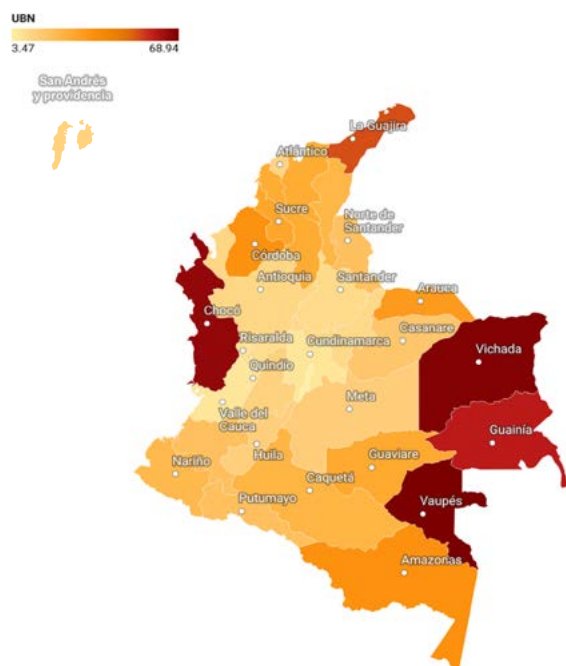 UBN
3.47 68.94
San Andrés
y providencia
La Guajira
Atlántico
Sucre
Norte de
Santander
Córdoba
Antioquia
Santander
Arauca
Chocó
Risaralda
Cundinamarca
Casanare
Vichada
Quindío
Meta
Valle del
Cauca
Guainía
Huila
Nariño
Guaviare
Caquetá
Putumayo
Vaupés
Amazonas